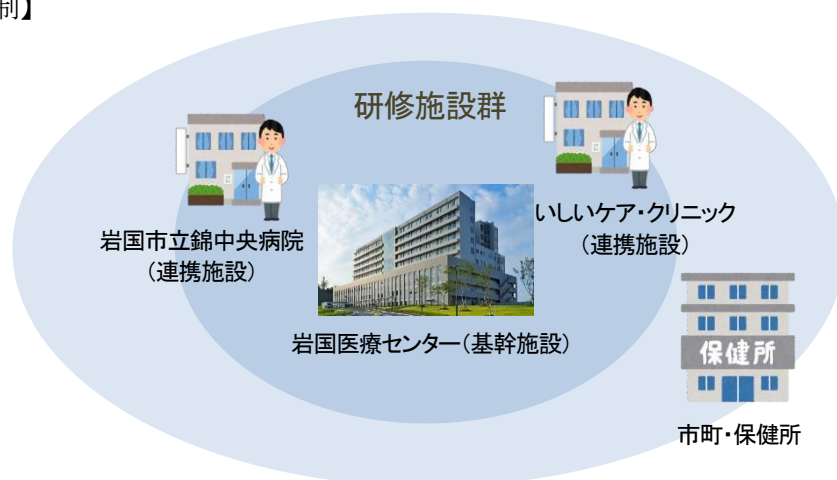 制】
研修施設群
岩国市立錦中央病院
（連携施設）
いしいケア・クリニック
（連携施設）
岩国医療センター（基幹施設）
保健所
市町・保健所